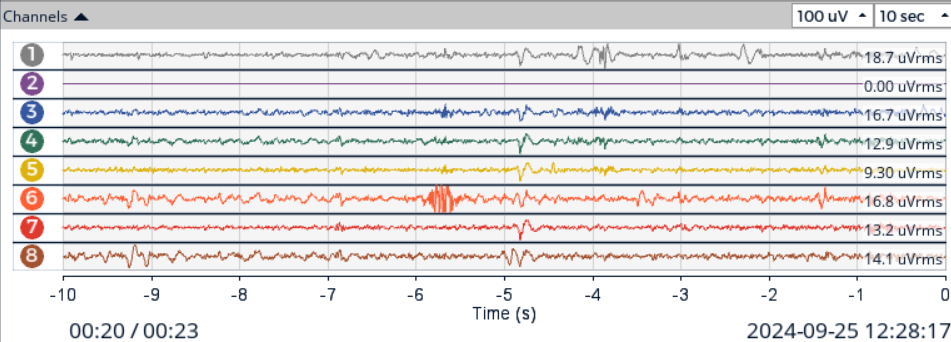 Channels ▲ 100 uV 10 sec
1 18.7 uVrms
2 0.00 uVrms
3 16.7 uVrms
4 12.9 uVrms
5 9.30 uVrms
6 16.8 uVrms
7 13.2 uVrms
8 14.1 uVrms
-10 -9 -8 -7 -6 -5 -4 -3 -2 -1 0
Time (s)
00:20 / 00:23 2024-09-25 12:28:17